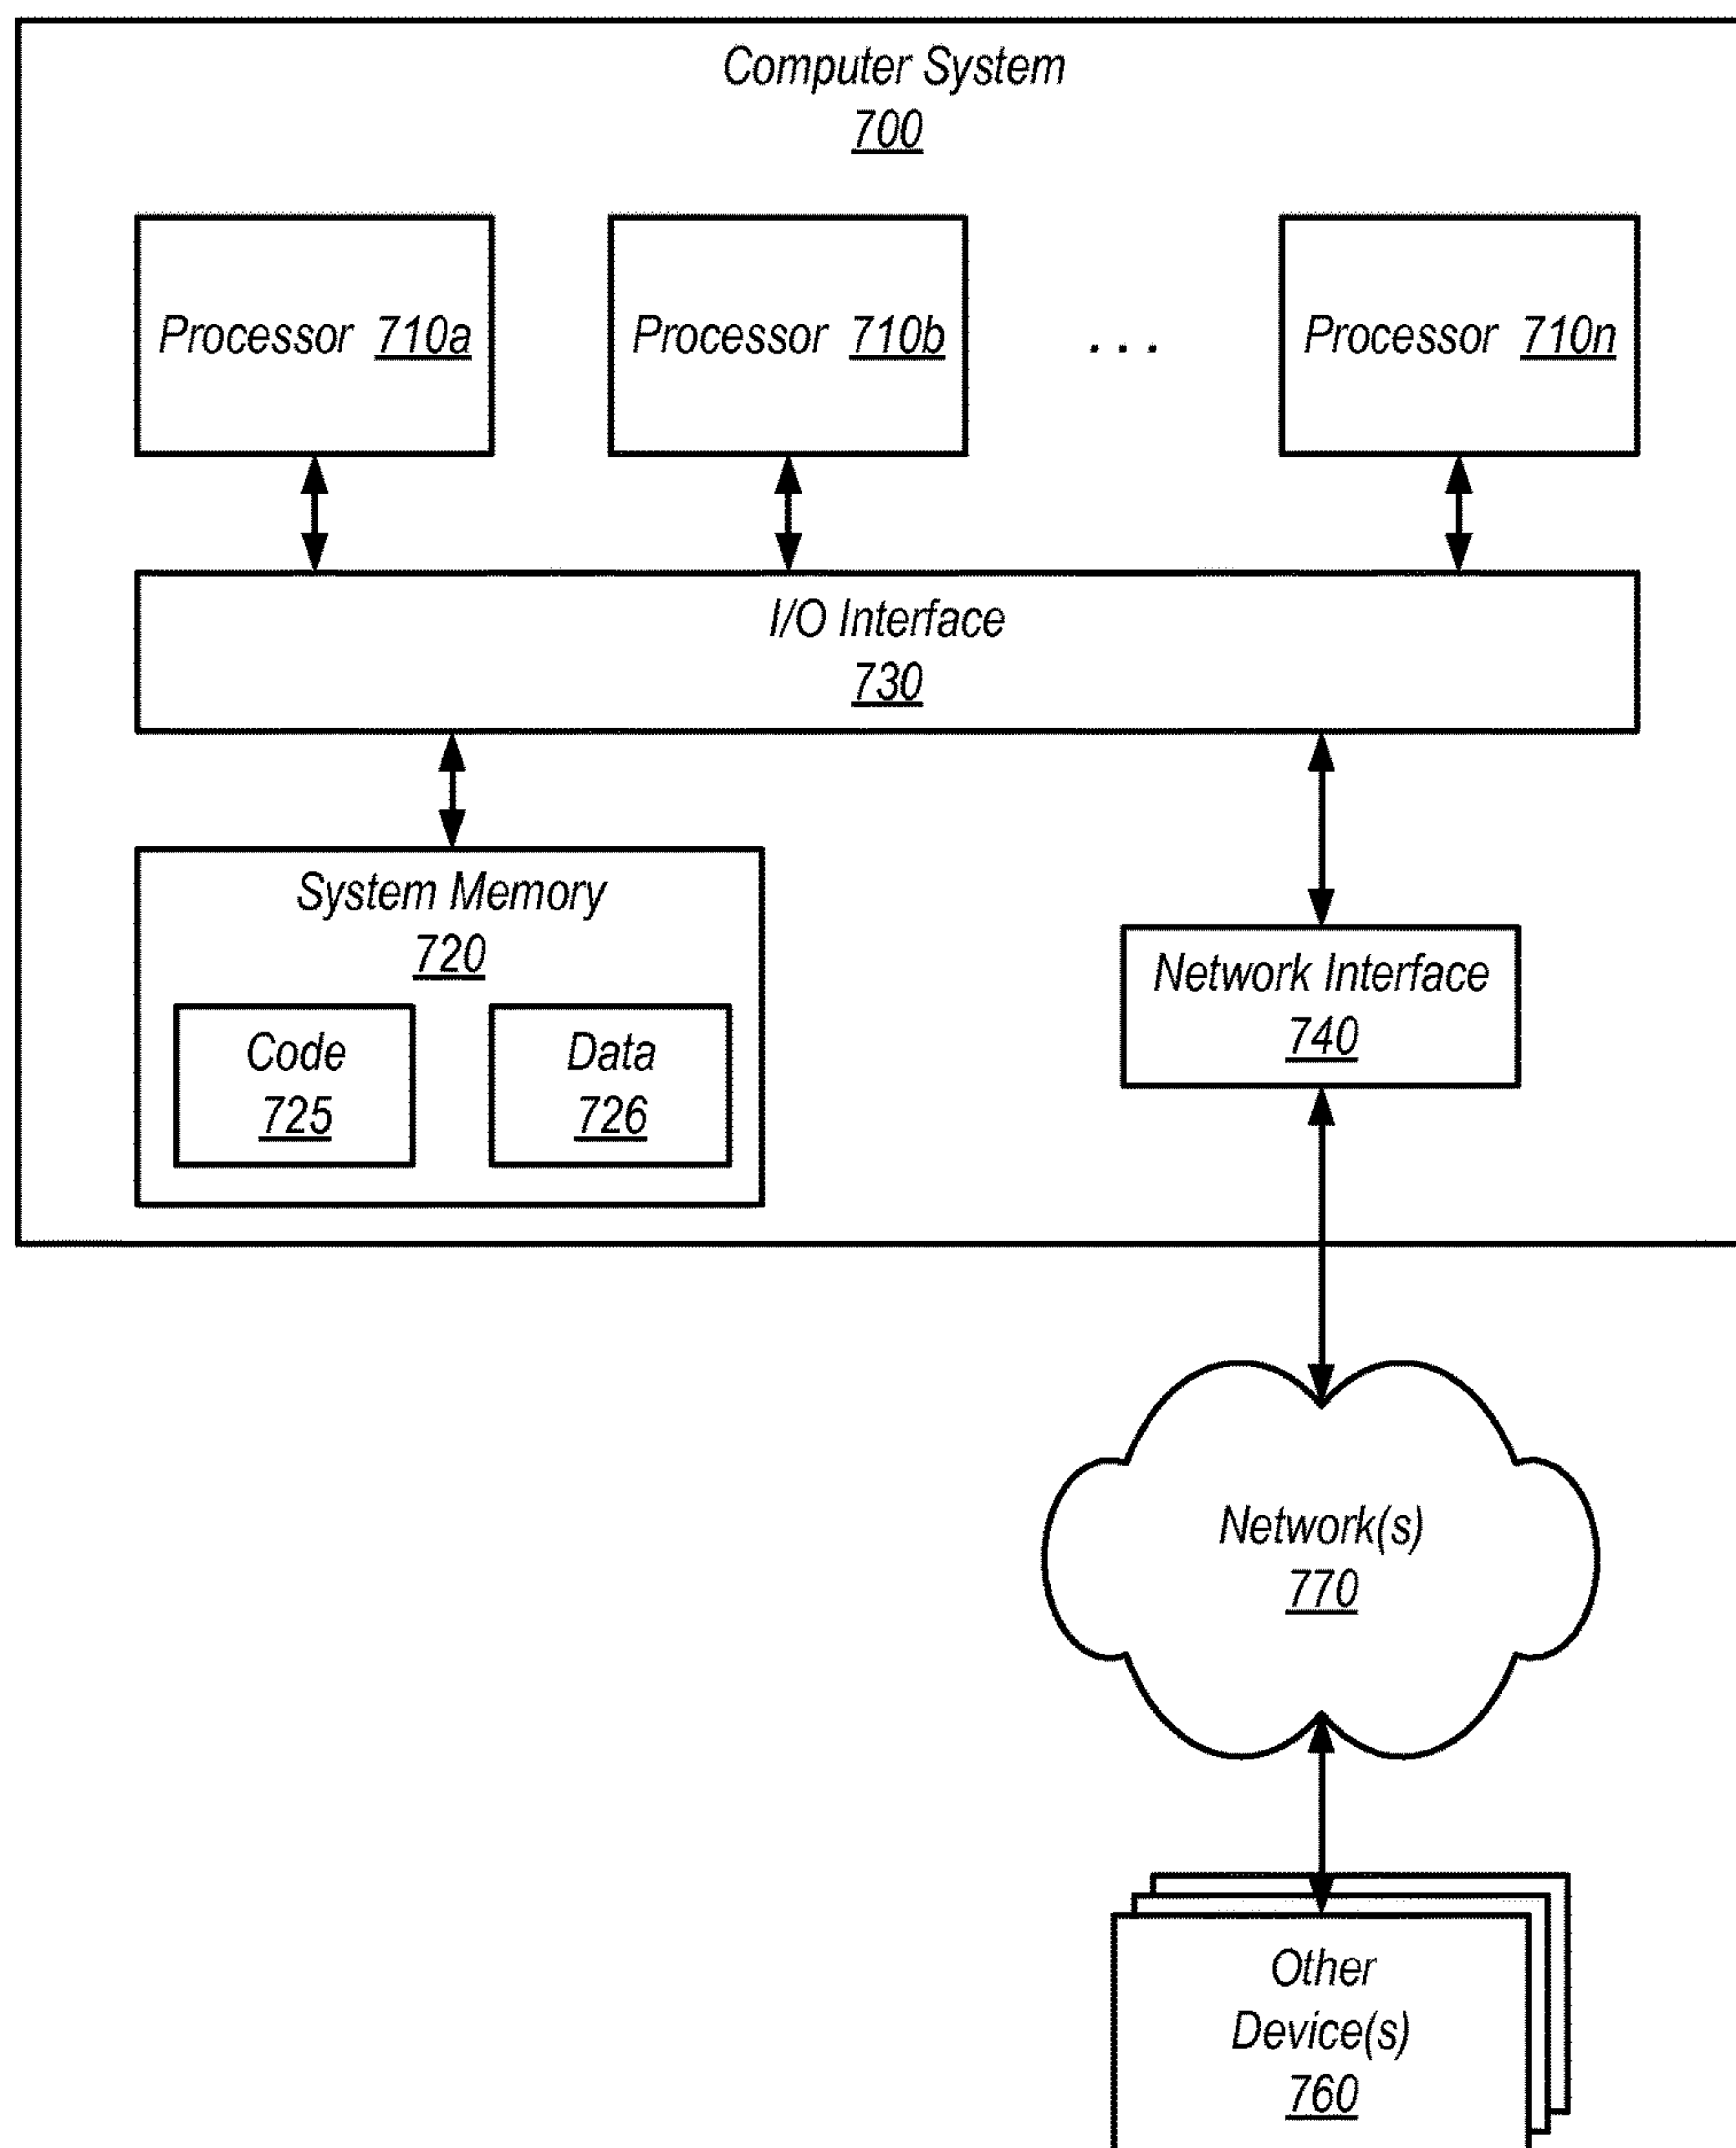 Computer System
700
Processor 710a
Processor 710b
. . .
Processor 710n
I/O Interface
730
System Memory
720
Code
725
Data
726
Network Interface
740
Network(s)
770
Other
Device(s)
760